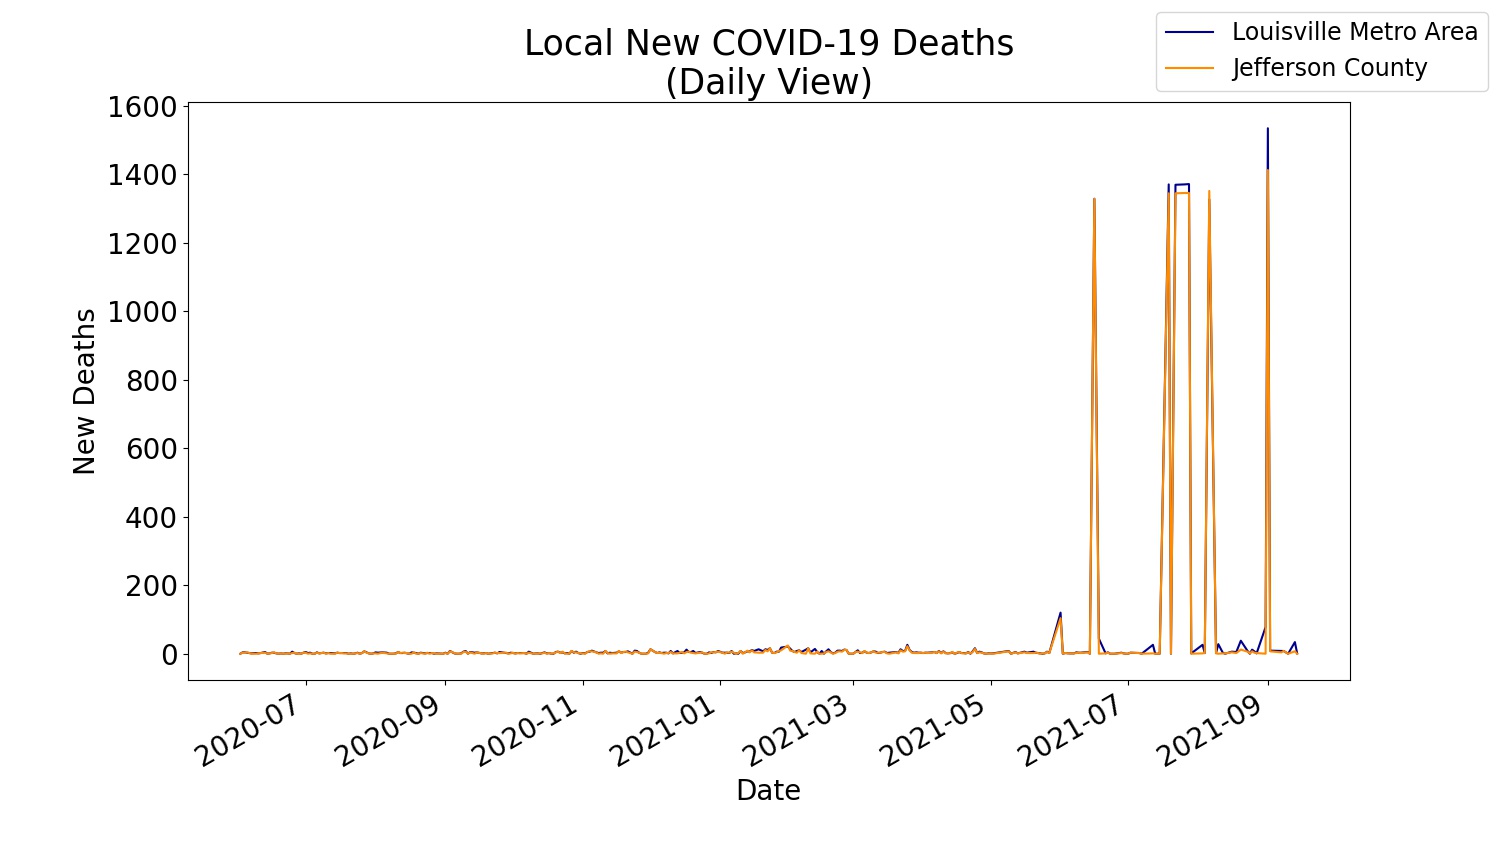 Local New COVID-19 Deaths
(Daily View)
Louisville Metro Area
Jefferson County
New Deaths
1600
1400
1200
1000
800
600
400
200
0
2020-07
2020-09
2020-11
2021-01
2021-03
2021-05
2021-07
2021-09
Date